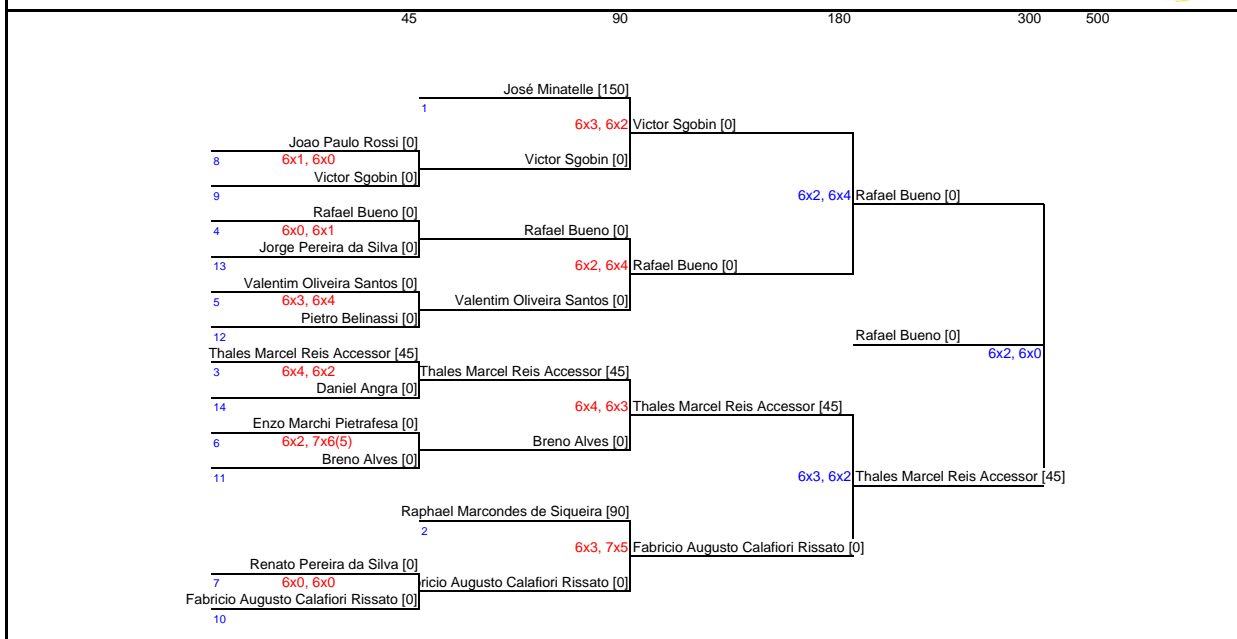 45 90 180 300 500
José Minatelle [150]
1
6x3, 6x2 Victor Sgobin [0]
Joao Paulo Rossi [0]
8 6x1, 6x0 Victor Sgobin [0]
Victor Sgobin [0]
9
6x2, 6x4 Rafael Bueno [0]
Rafael Bueno [0]
4 6x0, 6x1 Rafael Bueno [0]
Jorge Pereira da Silva [0]
13
6x2, 6x4 Rafael Bueno [0]
Valentim Oliveira Santos [0]
5 6x3, 6x4 Valentim Oliveira Santos [0]
Pietro Belinassi [0]
12
Rafael Bueno [0]
6x2, 6x0
Thales Marcel Reis Accessor [45]
3 6x4, 6x2 Thales Marcel Reis Accessor [45]
Daniel Angra [0]
14
6x4, 6x3 Thales Marcel Reis Accessor [45]
Enzo Marchi Pietrafesa [0]
6 6x2, 7x6(5) Breno Alves [0]
Breno Alves [0]
11
6x3, 6x2 Thales Marcel Reis Accessor [45]
Raphael Marcondes de Siqueira [90]
2
6x3, 7x5 Fabricio Augusto Calafiori Rissato [0]
Renato Pereira da Silva [0]
7 6x0, 6x0 ricio Augusto Calafiori Rissato [0]
Fabricio Augusto Calafiori Rissato [0]
10